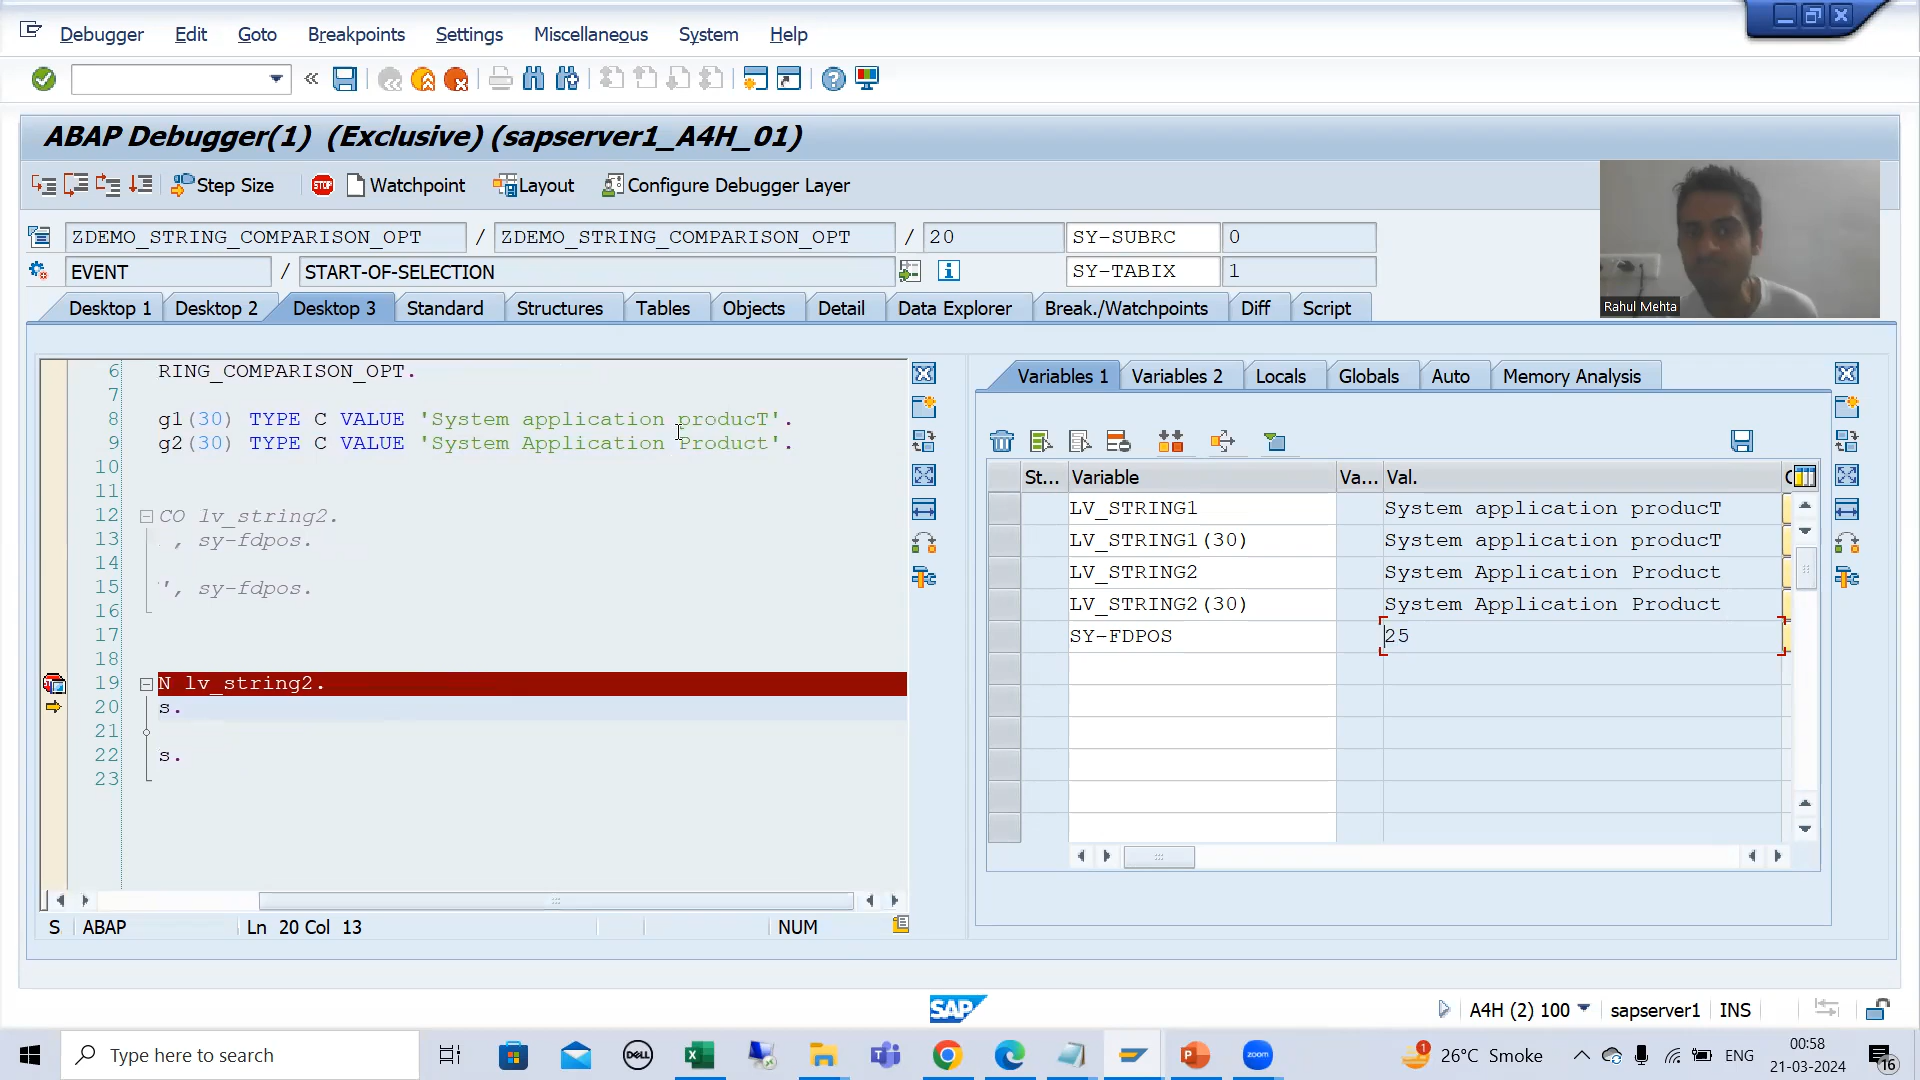 Debugger Edit Goto Breakpoints Settings Miscellaneous System Help
ABAP Debugger(1) (Exclusive) (sapserver1_A4H_01)
Step Size STOP Watchpoint Layout Configure Debugger Layer
ZDEMO_STRING_COMPARISON_OPT / ZDEMO_STRING_COMPARISON_OPT / 20 SY-SUBRC 0
EVENT / START-OF-SELECTION SY-TABIX 1
Rahul Mehta
Desktop 1 Desktop 2 Desktop 3 Standard Structures Tables Objects Detail Data Explorer Break./Watchpoints Diff Script
6 RING_COMPARISON_OPT.
7
8 g1(30) TYPE C VALUE 'System application producT'.
9 g2(30) TYPE C VALUE 'System Application Product'.
10
11
12 CO lv_string2.
13 , sy-fdpos.
14
15 ', sy-fdpos.
16
17
18
19 N lv_string2.
20 s.
21
22 s.
23
S ABAP Ln 20 Col 13 NUM
Variables 1 Variables 2 Locals Globals Auto Memory Analysis
St... Variable Va... Val. C
LV_STRING1 System application producT
LV_STRING1(30) System application producT
LV_STRING2 System Application Product
LV_STRING2(30) System Application Product
SY-FDPOS 25
SAP
A4H (2) 100 sapserver1 INS
Type here to search
DELL
zoom
1
26°C Smoke
ENG
00:58
21-03-2024
16